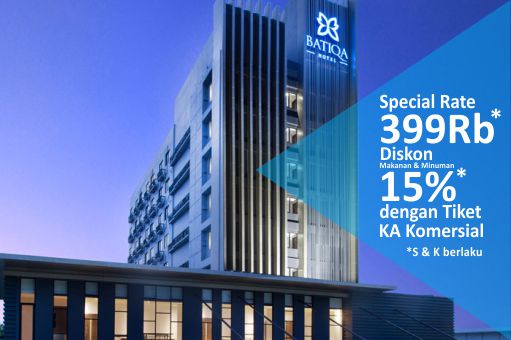 BATIQA
HOTEL
Special Rate
399Rb*
Diskon
Makanan & Minuman
15%*
dengan Tiket
KA Komersial
*S & K berlaku